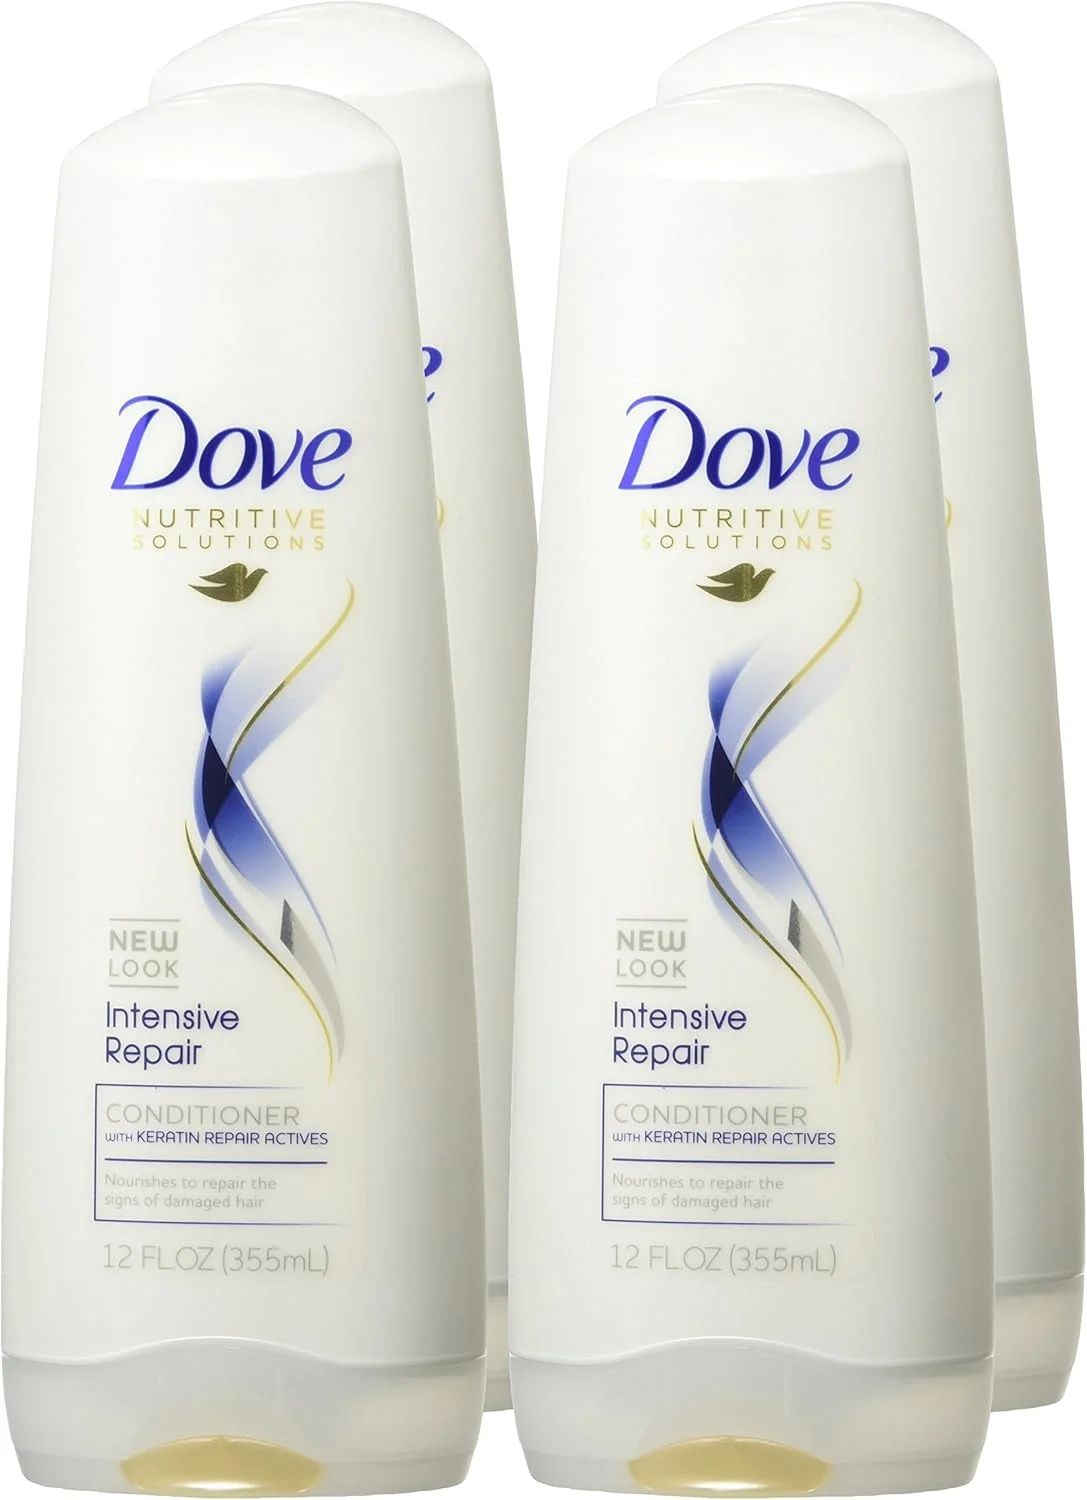 Dove
NUTRITIVE
SOLUTIONS
NEW
LOOK
Intensive
Repair
CONDITIONER
WITH KERATIN REPAIR ACTIVES
Nourishes to repair the
signs of damaged hair
12 FL.OZ (355mL)
Dove
NUTRITIVE
SOLUTIONS
NEW
LOOK
Intensive
Repair
CONDITIONER
WITH KERATIN REPAIR ACTIVES
Nourishes to repair the
signs of damaged hair
12 FL.OZ (355mL)
e
e